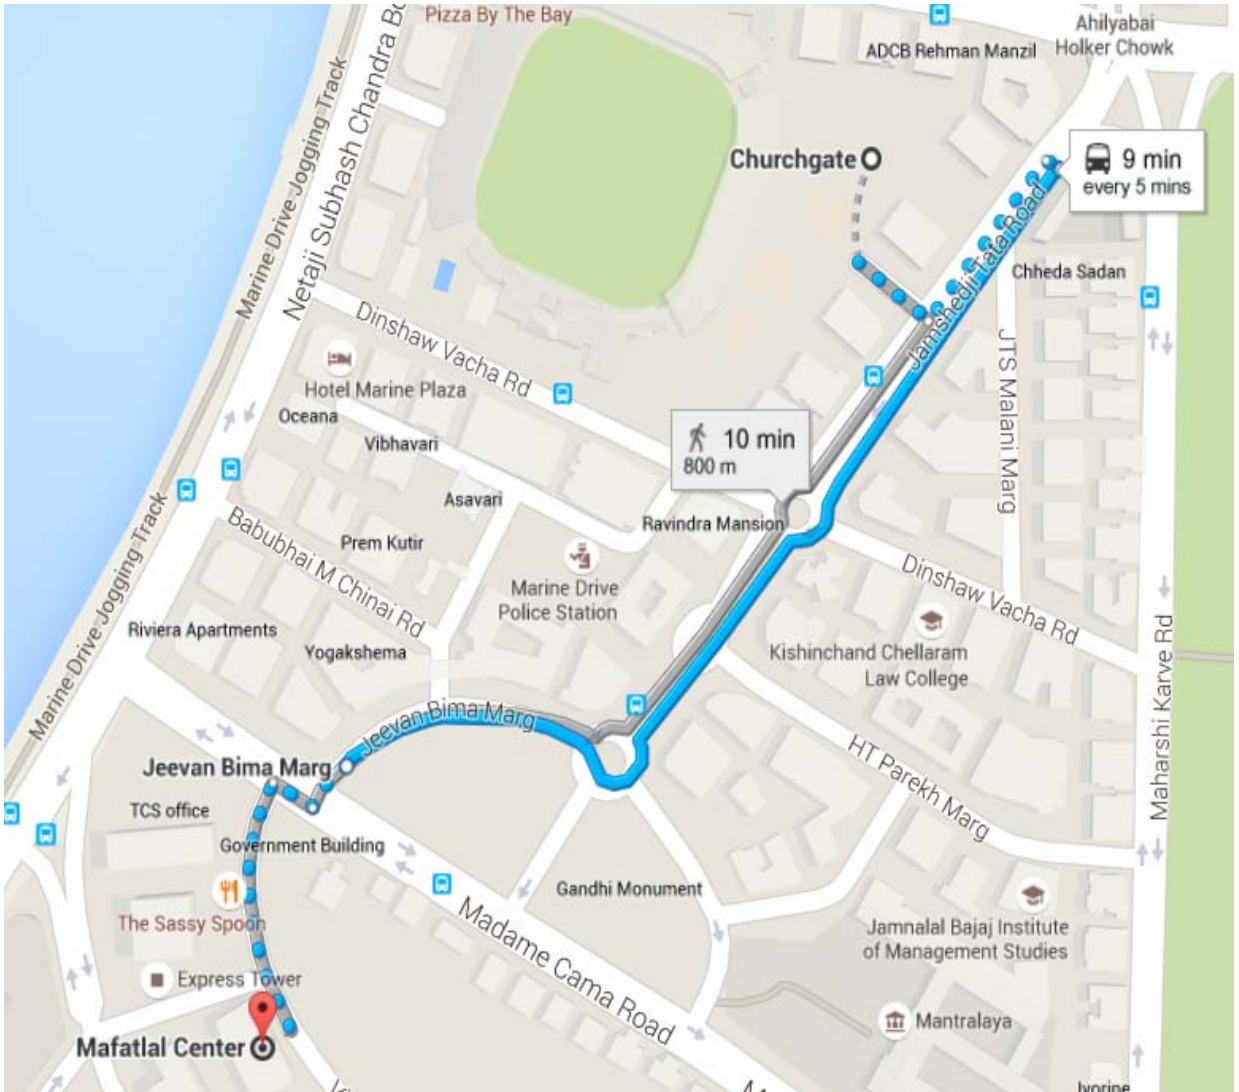 Pizza By The Bay
Ahilyabai
Holker Chowk
ADCB Rehman Manzil
Marine Drive Jogging Track
Netaji Subhash Chandra Bo
Churchgate
9 min
every 5 mins
Jamshedji Tata Road
Chheda Sadan
Dinshaw Vacha Rd
JTS Malani Marg
Hotel Marine Plaza
Oceana
Vibhavari
10 min
800 m
Asavari
Ravindra Mansion
Babubhai M Chinai Rd
Prem Kutir
Marine Drive
Police Station
Dinshaw Vacha Rd
Marine Drive Jogging Track
Riviera Apartments
Yogakshema
Kishinchand Chellaram
Law College
Maharshi Karve Rd
Jeevan Bima Marg
HT Parekh Marg
Jeevan Bima Marg
TCS office
Government Building
Gandhi Monument
The Sassy Spoon
Madame Cama Road
Jamnalal Bajaj Institute
of Management Studies
Express Tower
Mantralaya
Mafatlal Center